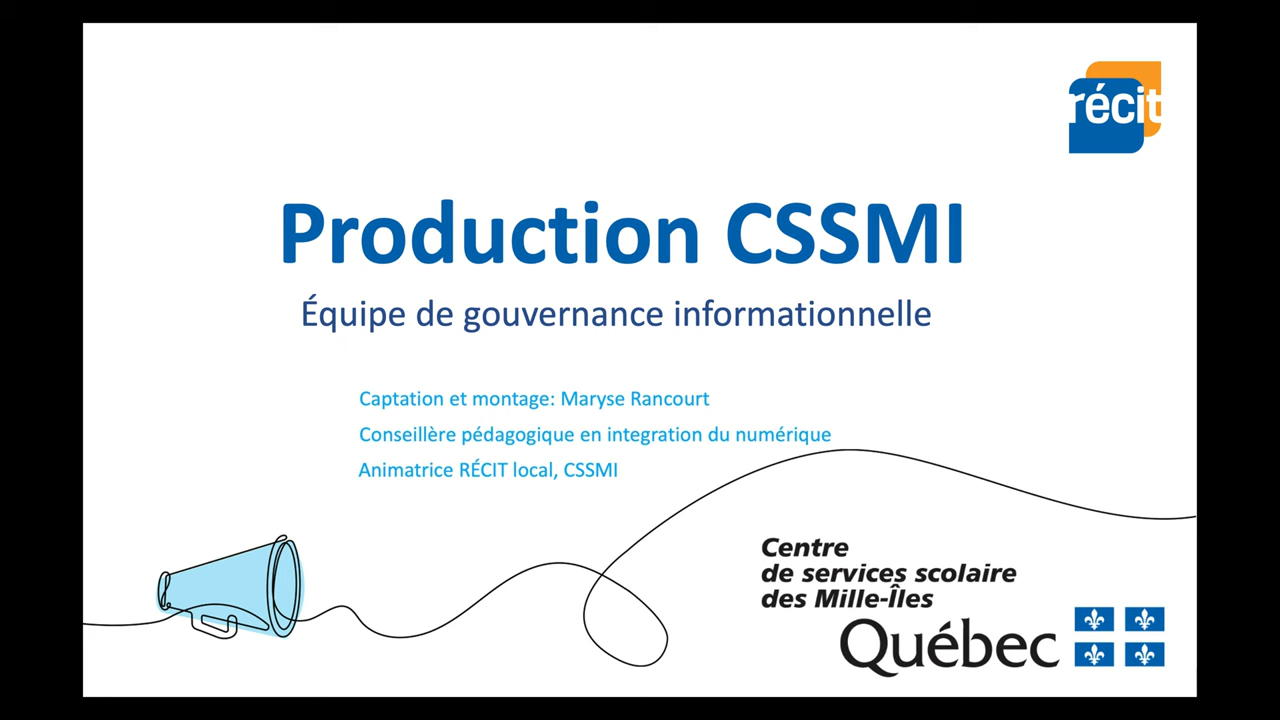 récit
Production CSSMI
Équipe de gouvernance informationnelle
Captation et montage: Maryse Rancourt
Conseillère pédagogique en integration du numérique
Animatrice RÉCIT local, CSSMI
Centre
de services scolaire
des Mille-Îles
Québec